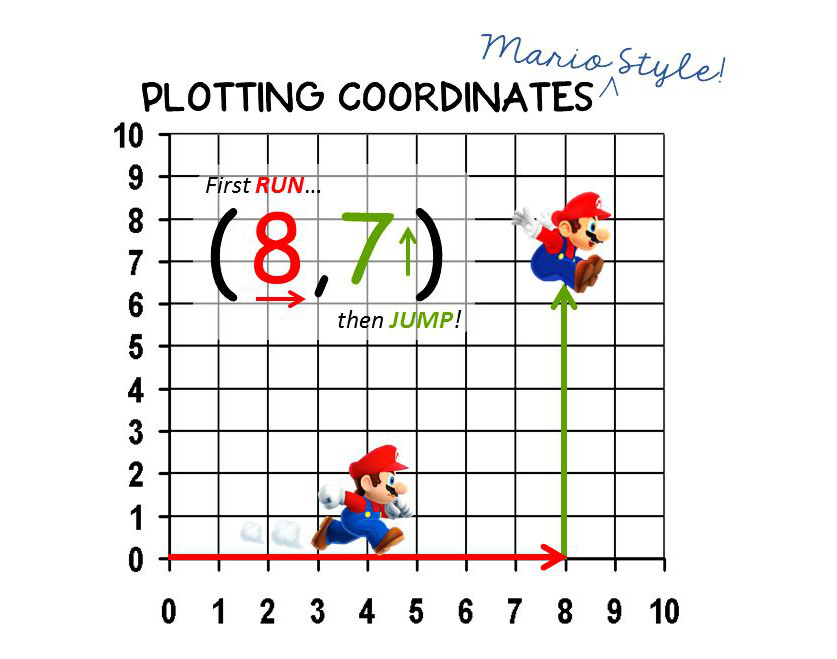 Mario Style!
PLOTTING COORDINATES ^
10
9
First RUN...
8
(8,7)
7
6
then JUMP!
5
4
3
2
1
0
0 1 2 3 4 5 6 7 8 9 10